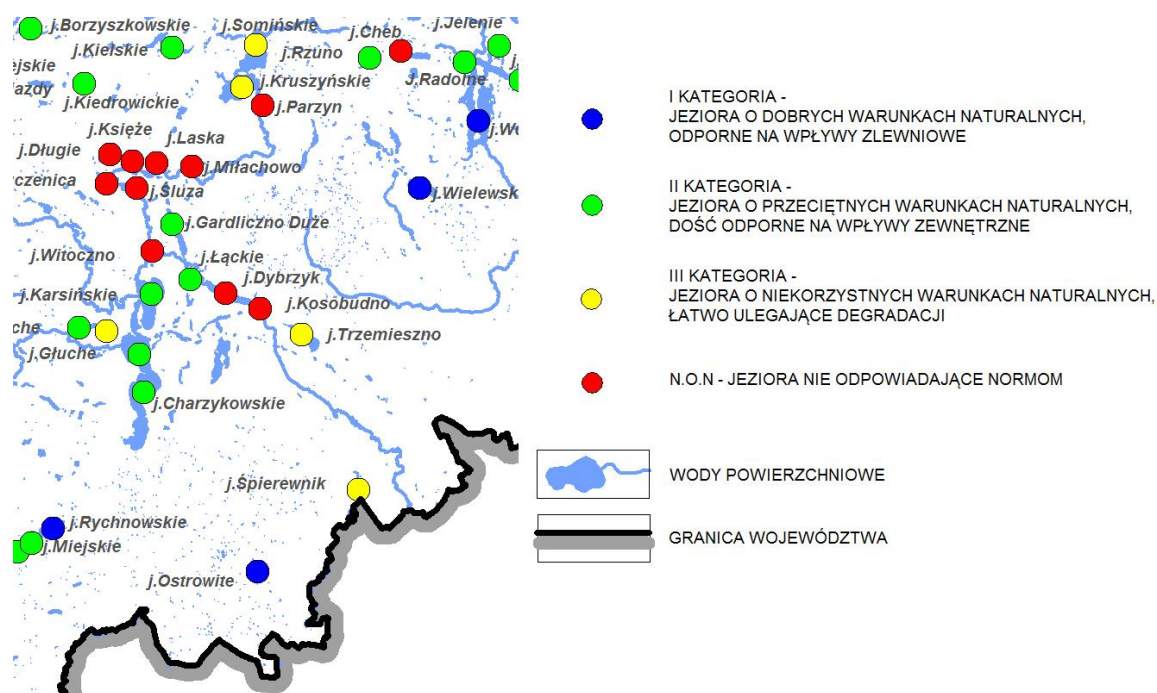 j.Borzyszkowskie
j.Somińskie
j.Jelenie
j.Cheb
j.Kielskie
j.Rzuno
J.Radolne
j.Kruszyńskie
j.Kiedrowickie
j.Parzyn
j.Księże
j.Laska
j.Długie
j.Miłachowo
j.Śluza
j.Wielewsk
j.Gardliczno Duże
j.Witoczno
j.Łąckie
j.Dybrzyk
j.Karsińskie
j.Kosobudno
j.Trzemieszno
j.Głuche
j.Charzykowskie
j.Śpierewnik
j.Rychnowskie
j.Miejskie
j.Ostrowite
I KATEGORIA -
JEZIORA O DOBRYCH WARUNKACH NATURALNYCH,
ODPORNE NA WPŁYWY ZLEWNIOWE
II KATEGORIA -
JEZIORA O PRZECIĘTNYCH WARUNKACH NATURALNYCH,
DOŚĆ ODPORNE NA WPŁYWY ZEWNĘTRZNE
III KATEGORIA -
JEZIORA O NIEKORZYSTNYCH WARUNKACH NATURALNYCH,
ŁATWO ULEGAJĄCE DEGRADACJI
N.O.N - JEZIORA NIE ODPOWIADAJĄCE NORMOM
WODY POWIERZCHNIOWE
GRANICA WOJEWÓDZTWA